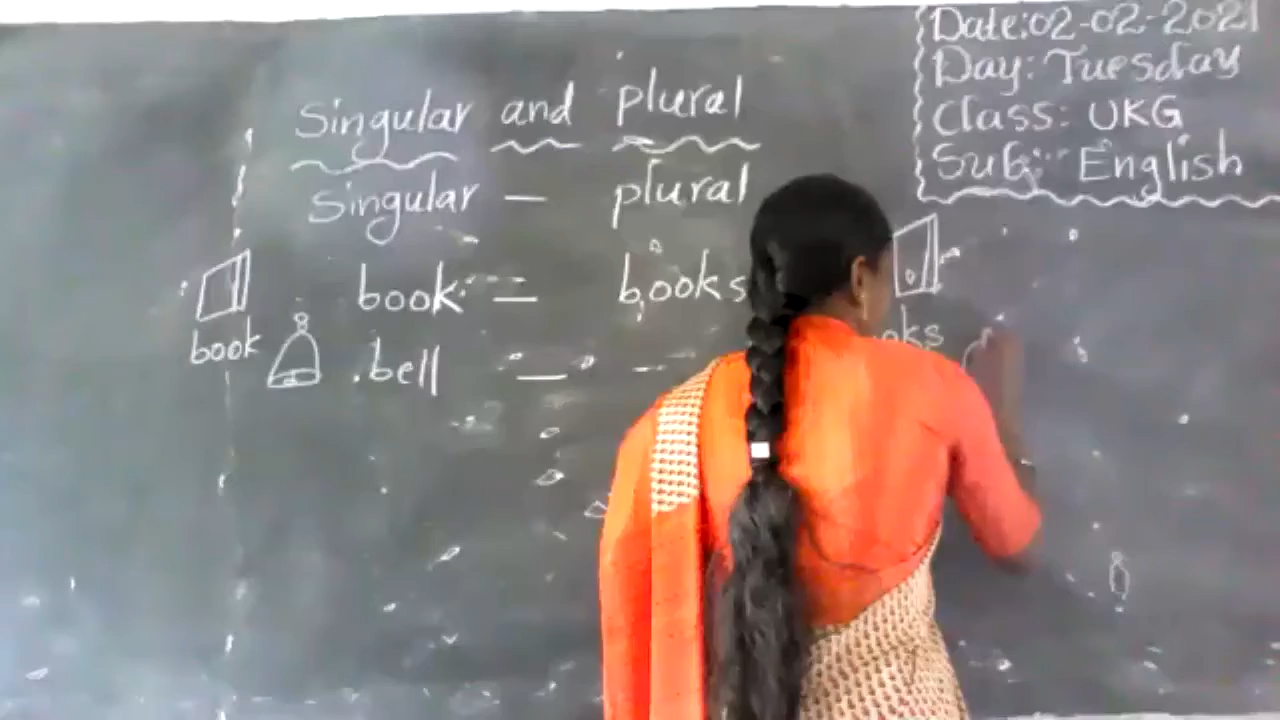 Date:02-02-2021
Day: Tuesday
Class: UKG
Sub: English
Singular and plural
Singular — plural
book — books
book
.bell —
oks